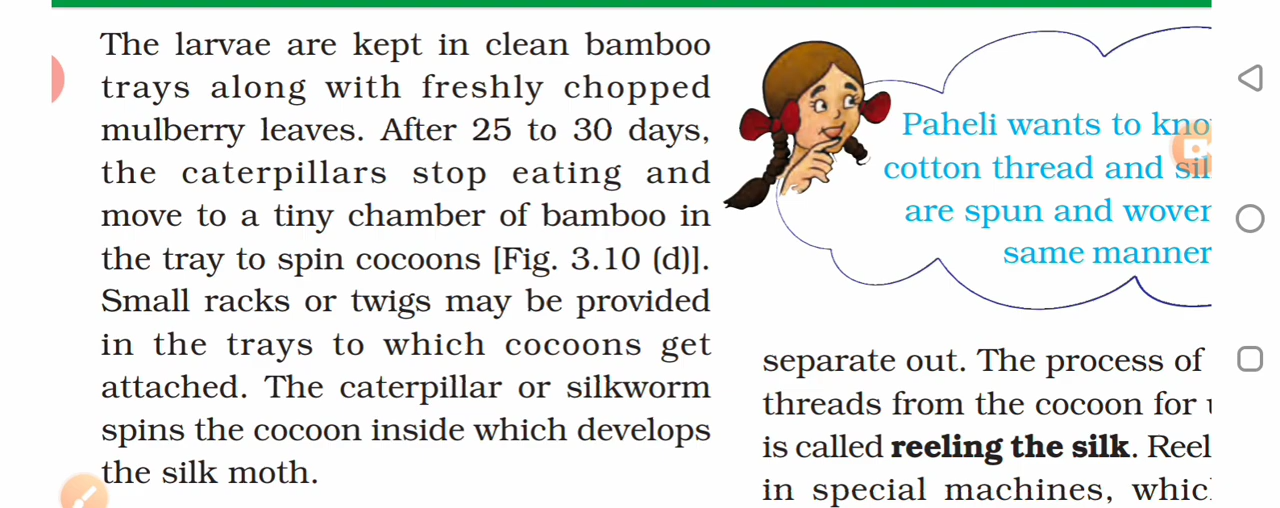 The larvae are kept in clean bamboo
trays along with freshly chopped
mulberry leaves. After 25 to 30 days,
the caterpillars stop eating and
move to a tiny chamber of bamboo in
the tray to spin cocoons [Fig. 3.10 (d)].
Small racks or twigs may be provided
in the trays to which cocoons get
attached. The caterpillar or silkworm
spins the cocoon inside which develops
the silk moth.
Paheli wants to
cotton thread and
are spun and
same manner
separate out. The process of
threads from the cocoon for
is called reeling the silk.
in special machines,